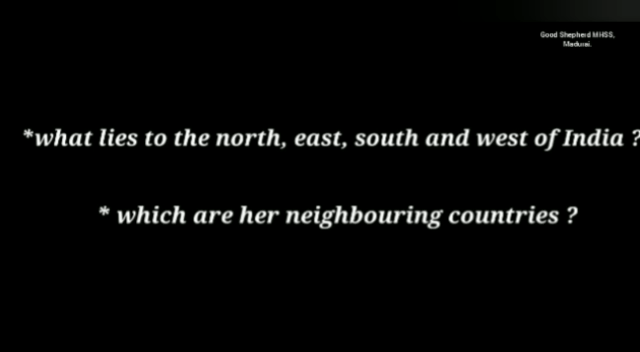 Good Shepherd MHSS,
Madurai.
*what lies to the north, east, south and west of India ?
* which are her neighbouring countries ?